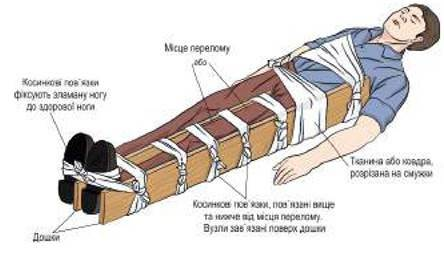 Місце перелому
або
Косинкові пов'язки
фіксують зламану ногу
до здорової ноги
Тканина або ковдра,
розрізана на смужки
Косинкові пов'язки, пов'язані вище
та нижче від місця перелому.
Вузли зав'язані поверх дошки
Дошки